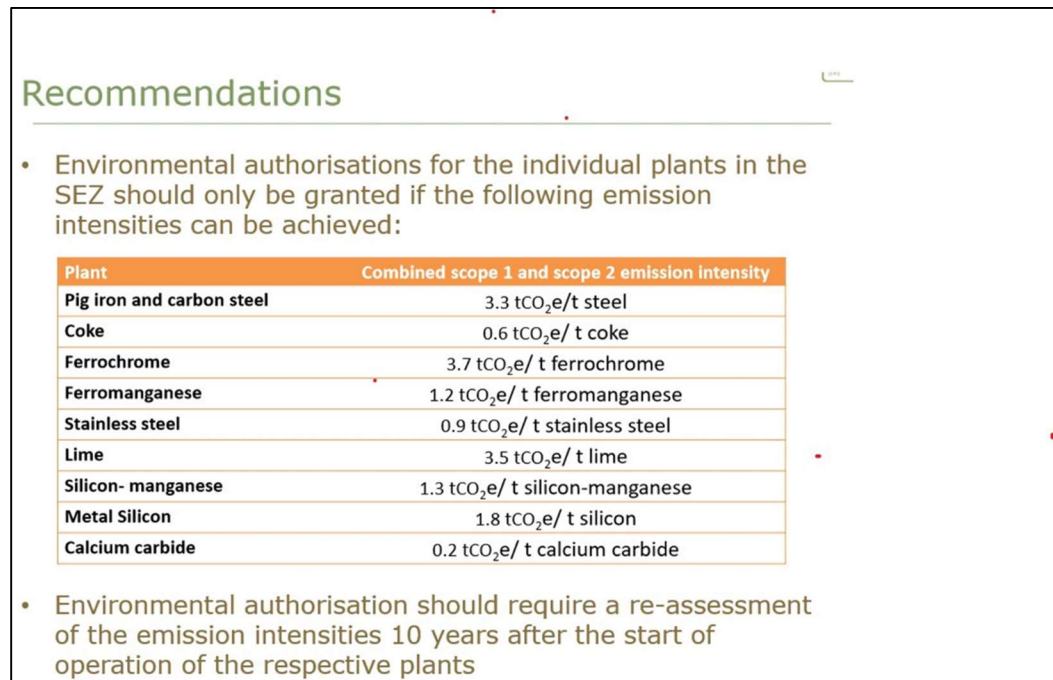 Recommendations
• Environmental authorisations for the individual plants in the
SEZ should only be granted if the following emission
intensities can be achieved:
Plant Combined scope 1 and scope 2 emission intensity
Pig iron and carbon steel 3.3 tCO₂e/t steel
Coke 0.6 tCO₂e/ t coke
Ferrochrome 3.7 tCO₂e/ t ferrochrome
Ferromanganese 1.2 tCO₂e/ t ferromanganese
Stainless steel 0.9 tCO₂e/ t stainless steel
Lime 3.5 tCO₂e/ t lime
Silicon- manganese 1.3 tCO₂e/ t silicon-manganese
Metal Silicon 1.8 tCO₂e/ t silicon
Calcium carbide 0.2 tCO₂e/ t calcium carbide
• Environmental authorisation should require a re-assessment
of the emission intensities 10 years after the start of
operation of the respective plants